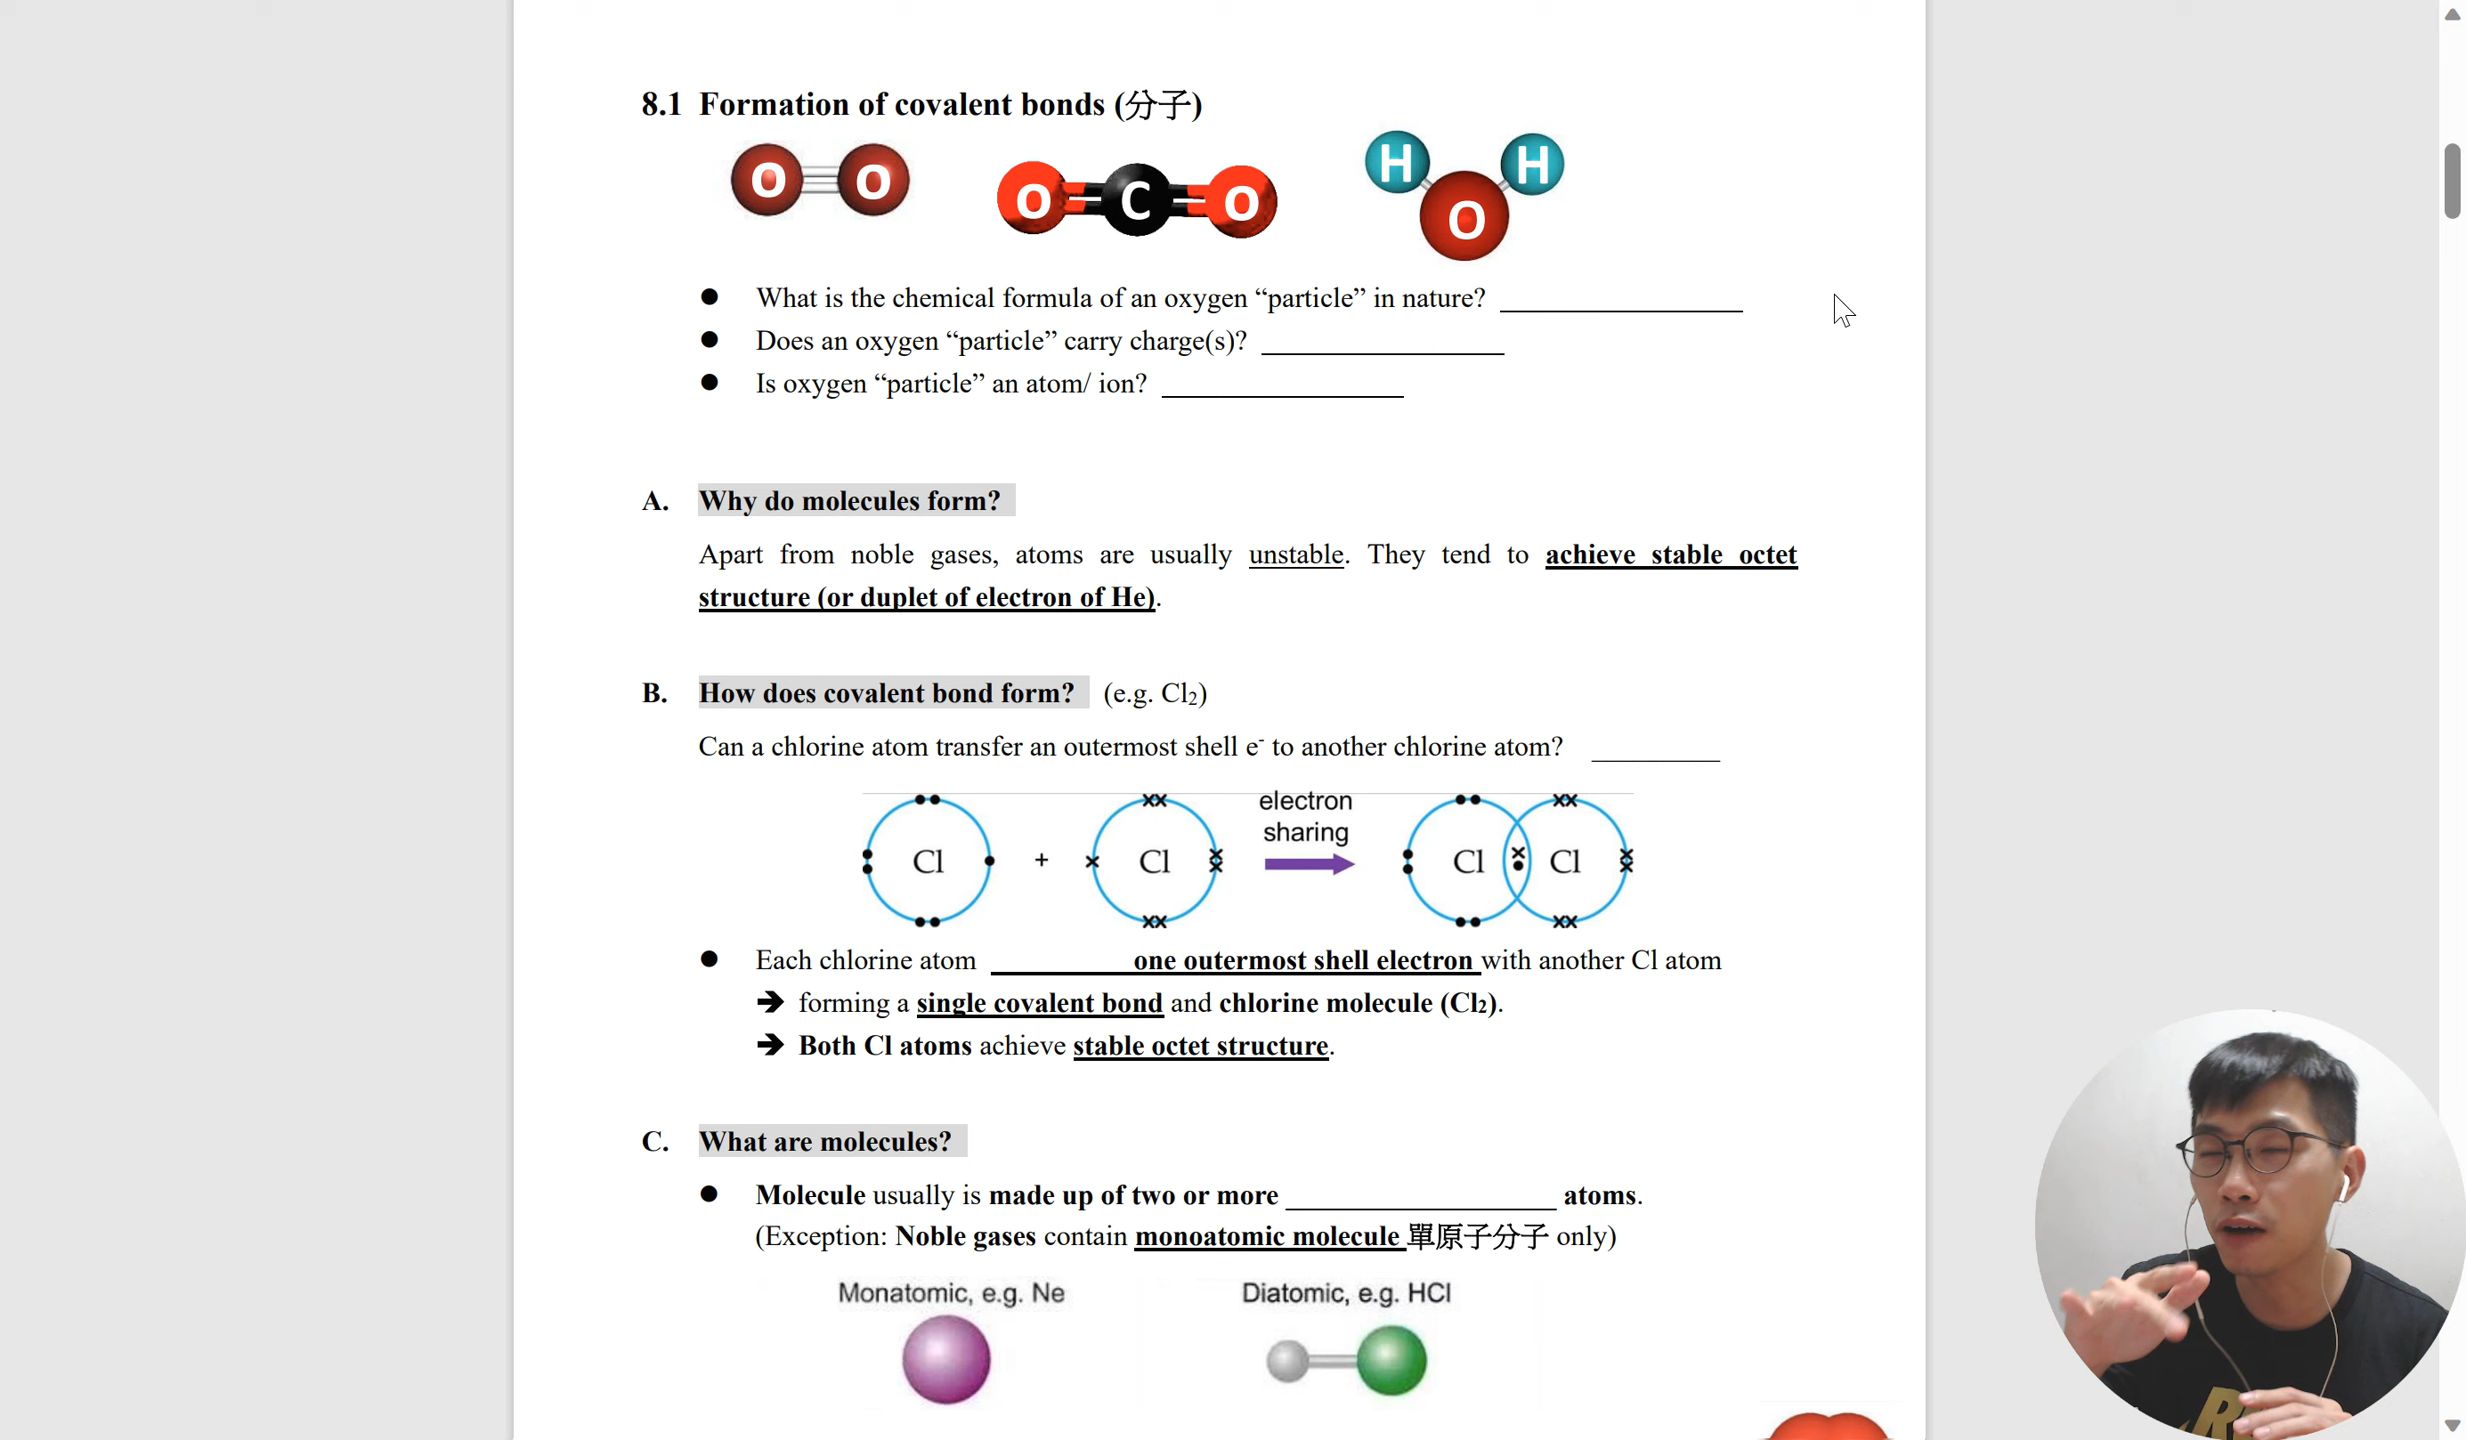 8.1 Formation of covalent bonds (分子)
O O
O C O
H H
O
● What is the chemical formula of an oxygen “particle” in nature? ____________
● Does an oxygen “particle” carry charge(s)? ____________
● Is oxygen “particle” an atom/ ion? ____________
A. Why do molecules form?
Apart from noble gases, atoms are usually unstable. They tend to achieve stable octet
structure (or duplet of electron of He).
B. How does covalent bond form? (e.g. Cl₂)
Can a chlorine atom transfer an outermost shell e⁻ to another chlorine atom? ________
electron
sharing
Cl + Cl Cl Cl
● Each chlorine atom ________ one outermost shell electron with another Cl atom
➔ forming a single covalent bond and chlorine molecule (Cl₂).
➔ Both Cl atoms achieve stable octet structure.
C. What are molecules?
● Molecule usually is made up of two or more ____________ atoms.
(Exception: Noble gases contain monoatomic molecule 單原子分子 only)
Monatomic, e.g. Ne Diatomic, e.g. HCl